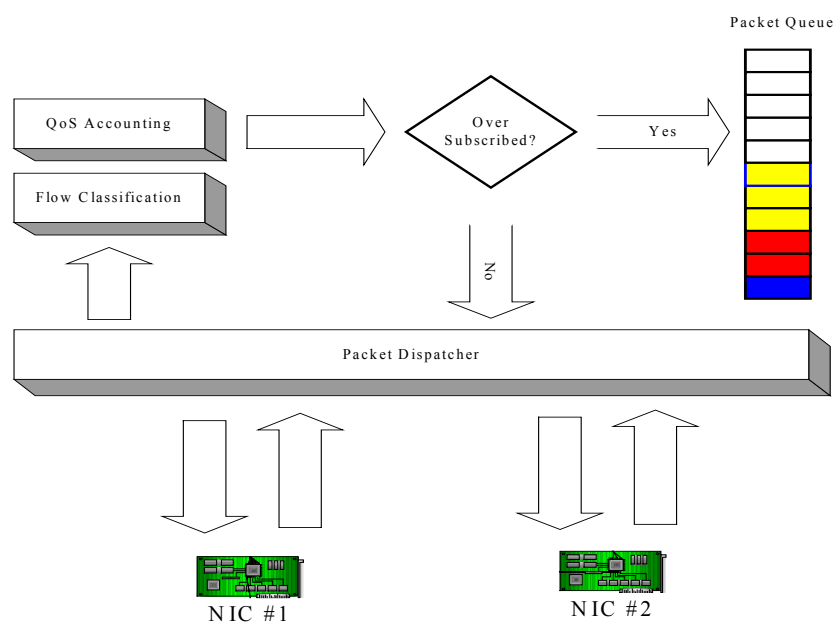 Packet Queue
QoS Accounting
Over
Subscribed?
Yes
Flow Classification
No
Packet Dispatcher
NIC #1
NIC #2